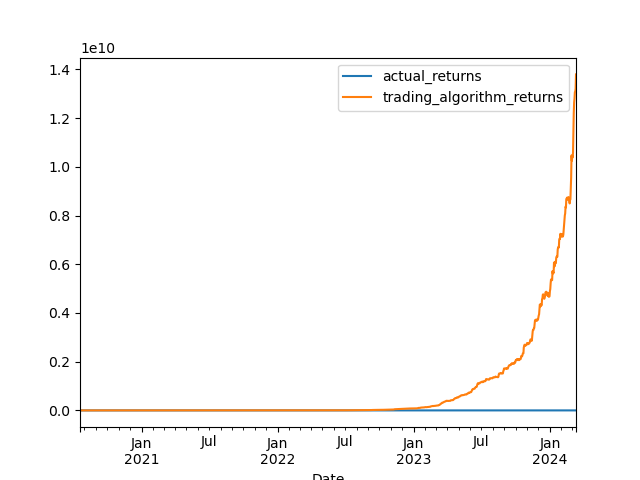 1e10
actual_returns
trading_algorithm_returns
1.4
1.2
1.0
0.8
0.6
0.4
0.2
0.0
Jan Jul Jan Jul Jan Jul Jan
2021 2022 2023 2024
Date